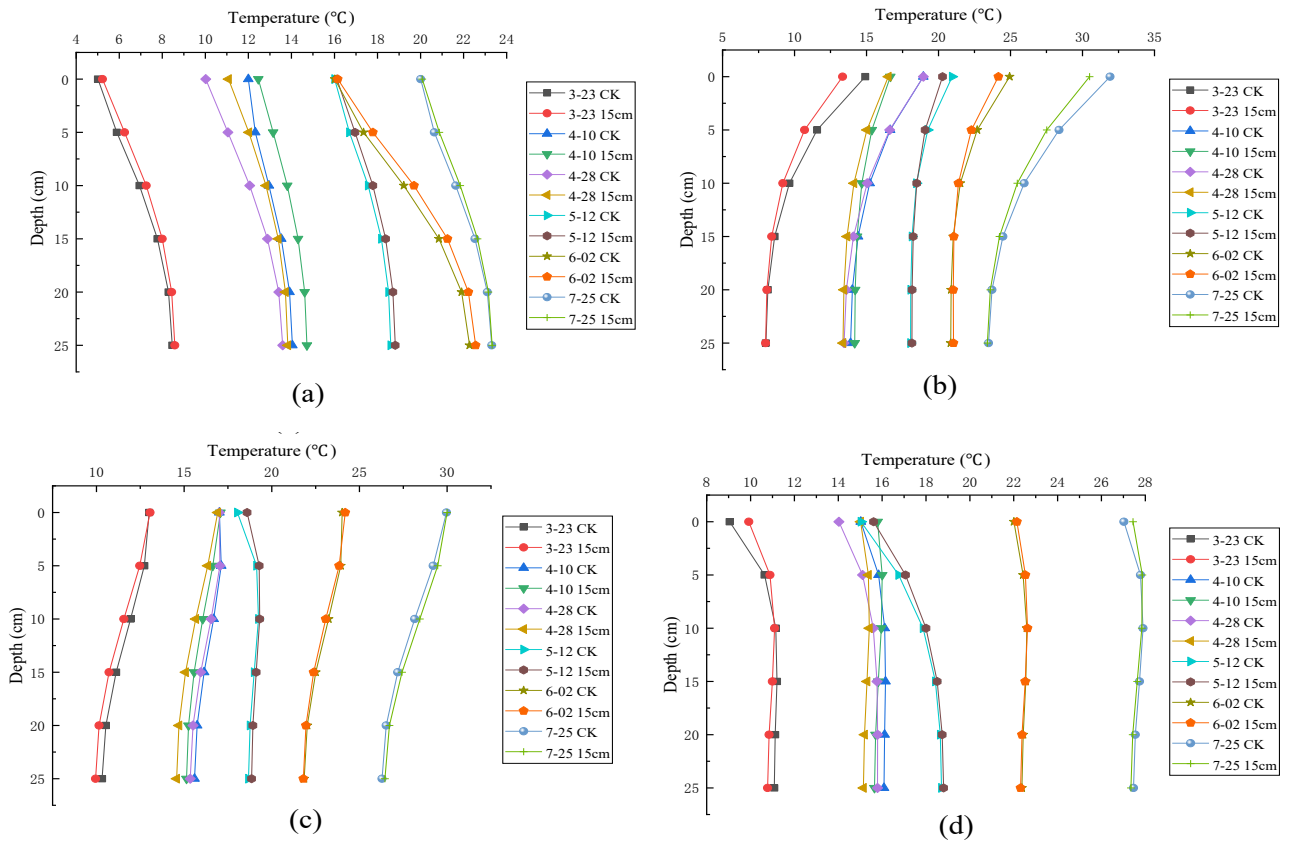 Temperature (℃)
4 6 8 10 12 14 16 18 20 22 24
0
5
10
15
20
25
Depth (cm)
3-23 CK
3-23 15cm
4-10 CK
4-10 15cm
4-28 CK
4-28 15cm
5-12 CK
5-12 15cm
6-02 CK
6-02 15cm
7-25 CK
7-25 15cm
(a)
Temperature (℃)
5 10 15 20 25 30 35
0
5
10
15
20
25
Depth (cm)
3-23 CK
3-23 15cm
4-10 CK
4-10 15cm
4-28 CK
4-28 15cm
5-12 CK
5-12 15cm
6-02 CK
6-02 15cm
7-25 CK
7-25 15cm
(b)
Temperature (℃)
10 15 20 25 30
0
5
10
15
20
25
Depth (cm)
3-23 CK
3-23 15cm
4-10 CK
4-10 15cm
4-28 CK
4-28 15cm
5-12 CK
5-12 15cm
6-02 CK
6-02 15cm
7-25 CK
7-25 15cm
(c)
Temperature (℃)
8 10 12 14 16 18 20 22 24 26 28
0
5
10
15
20
25
Depth (cm)
3-23 CK
3-23 15cm
4-10 CK
4-10 15cm
4-28 CK
4-28 15cm
5-12 CK
5-12 15cm
6-02 CK
6-02 15cm
7-25 CK
7-25 15cm
(d)